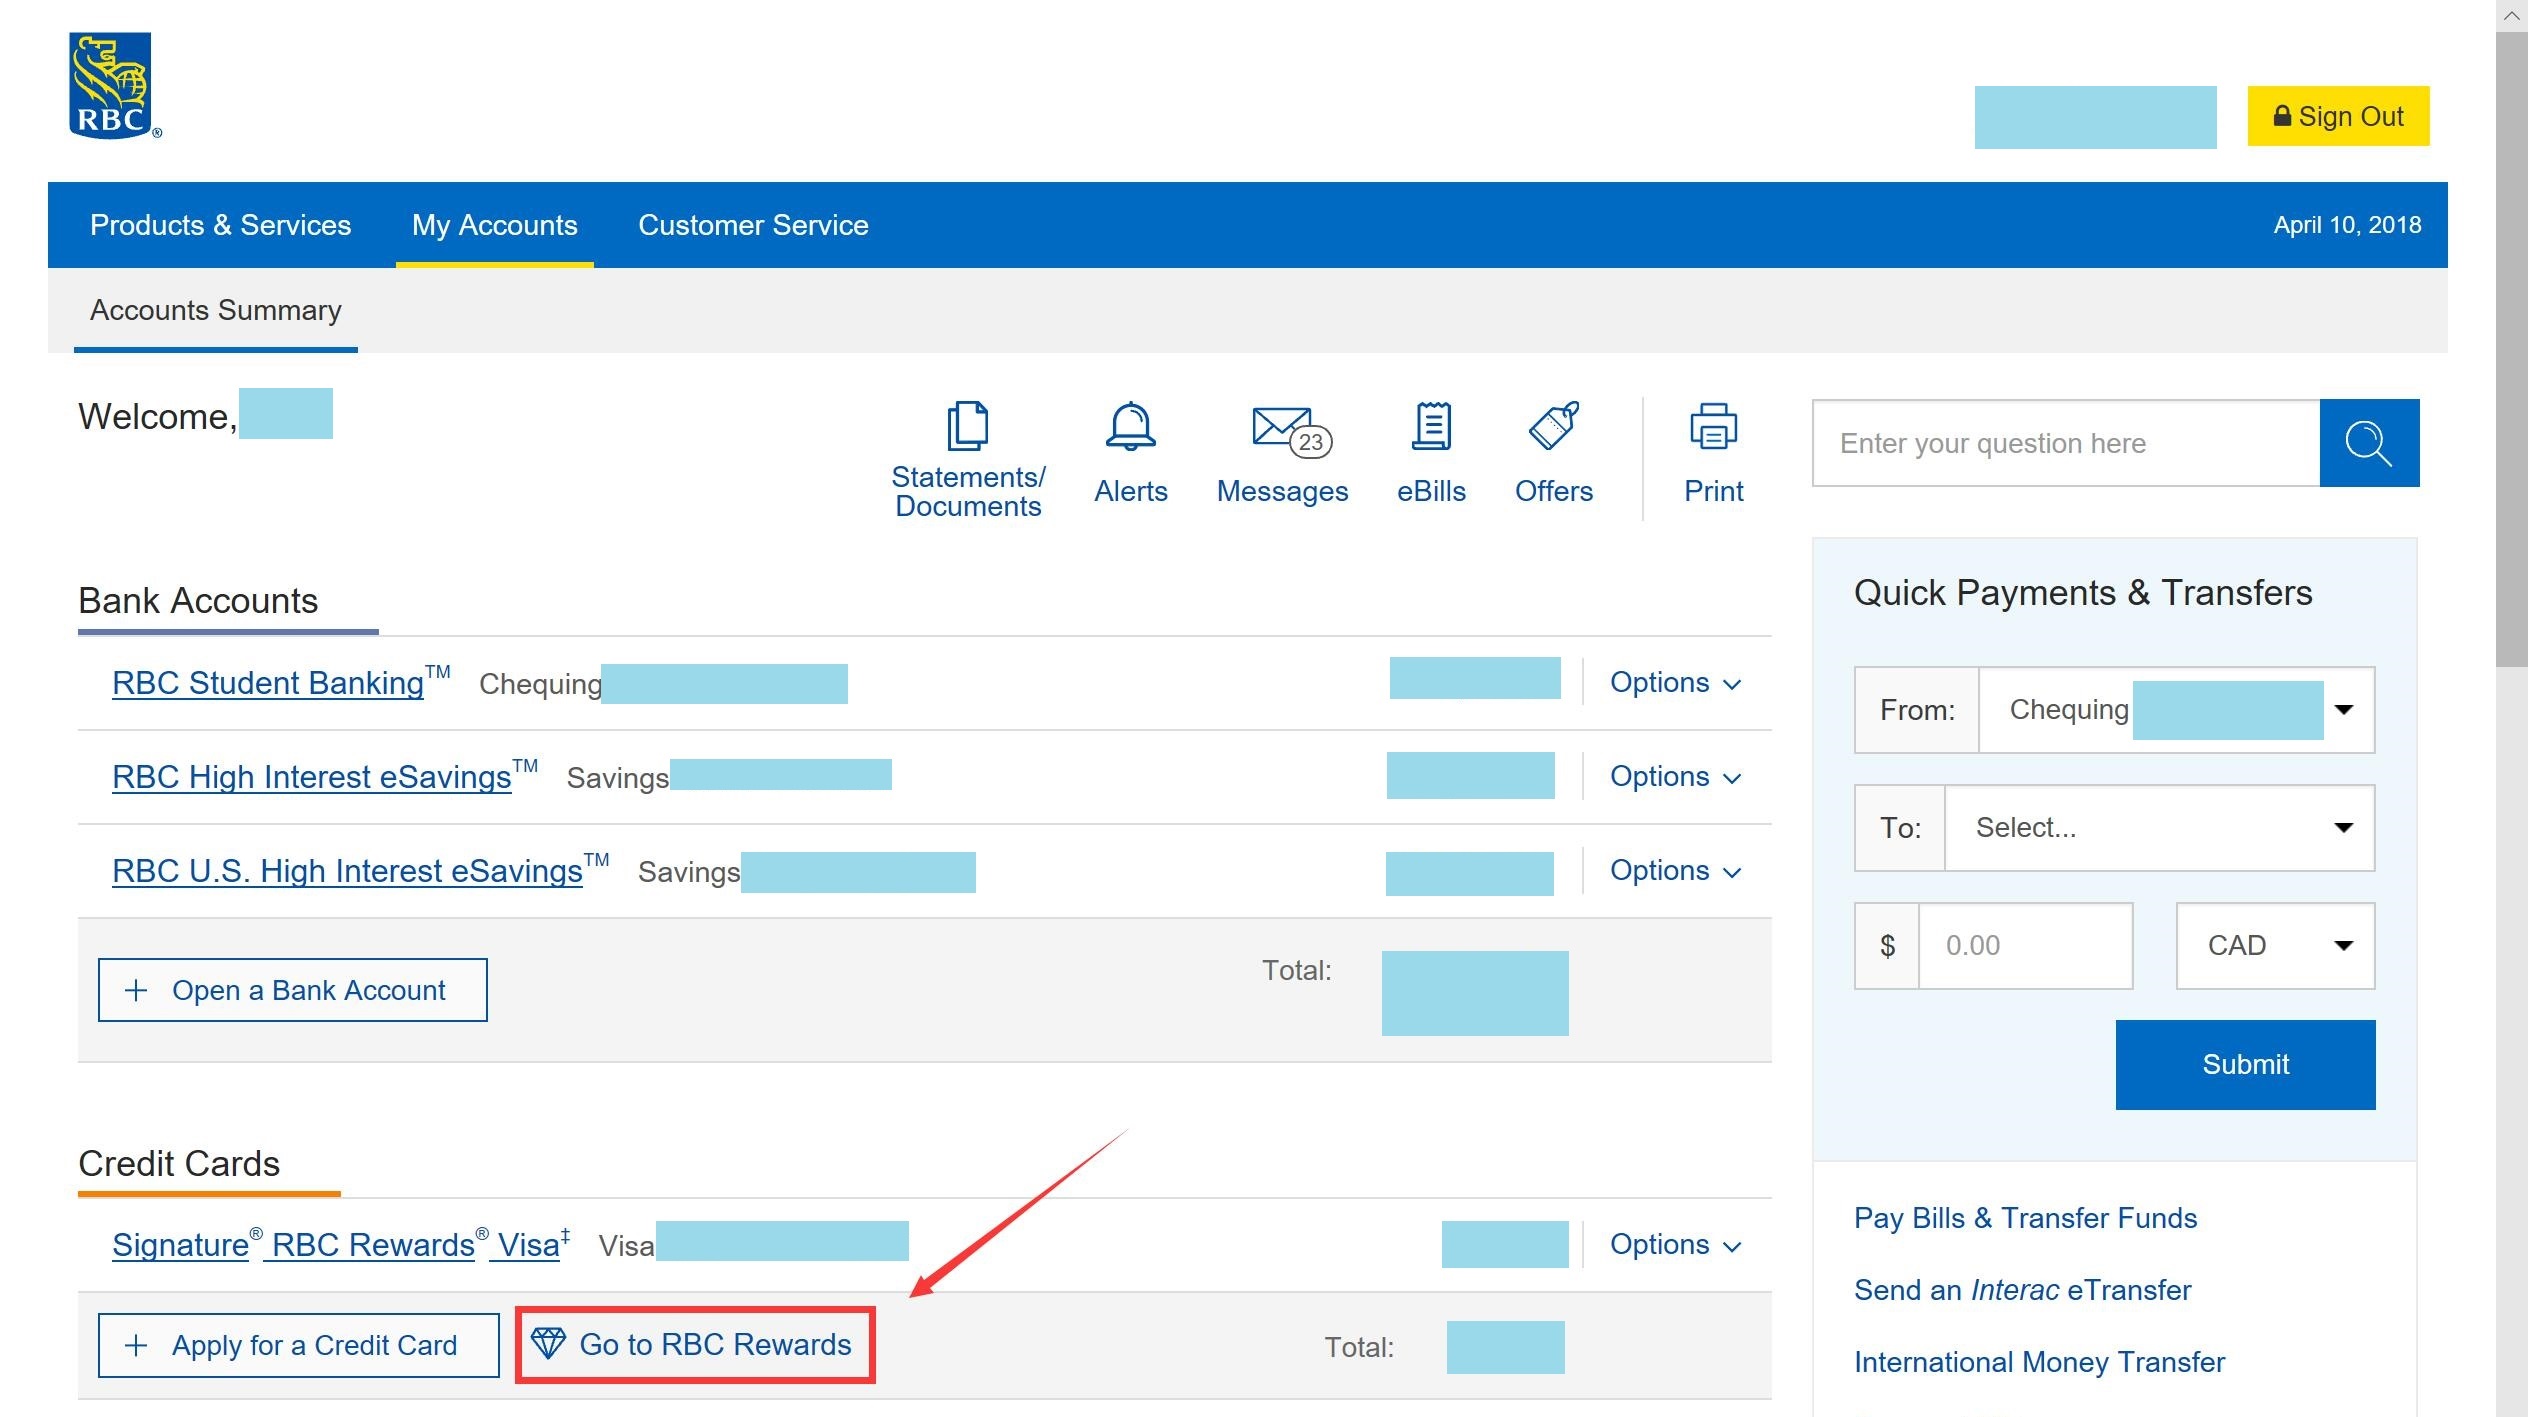 RBC®
Sign Out
Products & Services My Accounts Customer Service April 10, 2018
Accounts Summary
Welcome,
Statements/
Documents
Alerts
23
Messages
eBills
Offers
Print
Enter your question here
Bank Accounts
RBC Student Banking™ Chequing Options
RBC High Interest eSavings™ Savings Options
RBC U.S. High Interest eSavings™ Savings Options
+ Open a Bank Account Total:
Credit Cards
Signature® RBC Rewards® Visa‡ Visa Options
+ Apply for a Credit Card Go to RBC Rewards Total:
Quick Payments & Transfers
From: Chequing
To: Select...
$ 0.00 CAD
Submit
Pay Bills & Transfer Funds
Send an Interac eTransfer
International Money Transfer